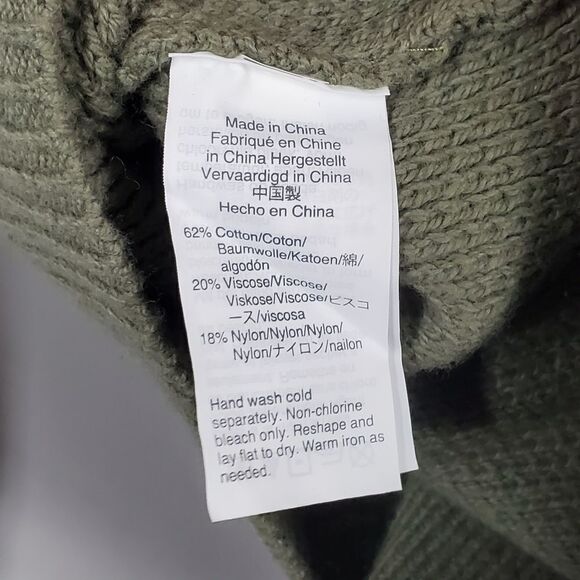 Made in China
Fabriqué en Chine
in China Hergestellt
Vervaardigd in China
中国製
Hecho en China
62% Cotton/Coton/
Baumwolle/Katoen/綿/
algodón
20% Viscose/Viscose/
Viskose/Viscose/ビスコ
ース/viscosa
18% Nylon/Nylon/Nylon/
Nylon/ナイロン/nailon
Hand wash cold
separately. Non-chlorine
bleach only. Reshape and
lay flat to dry. Warm iron as
needed.